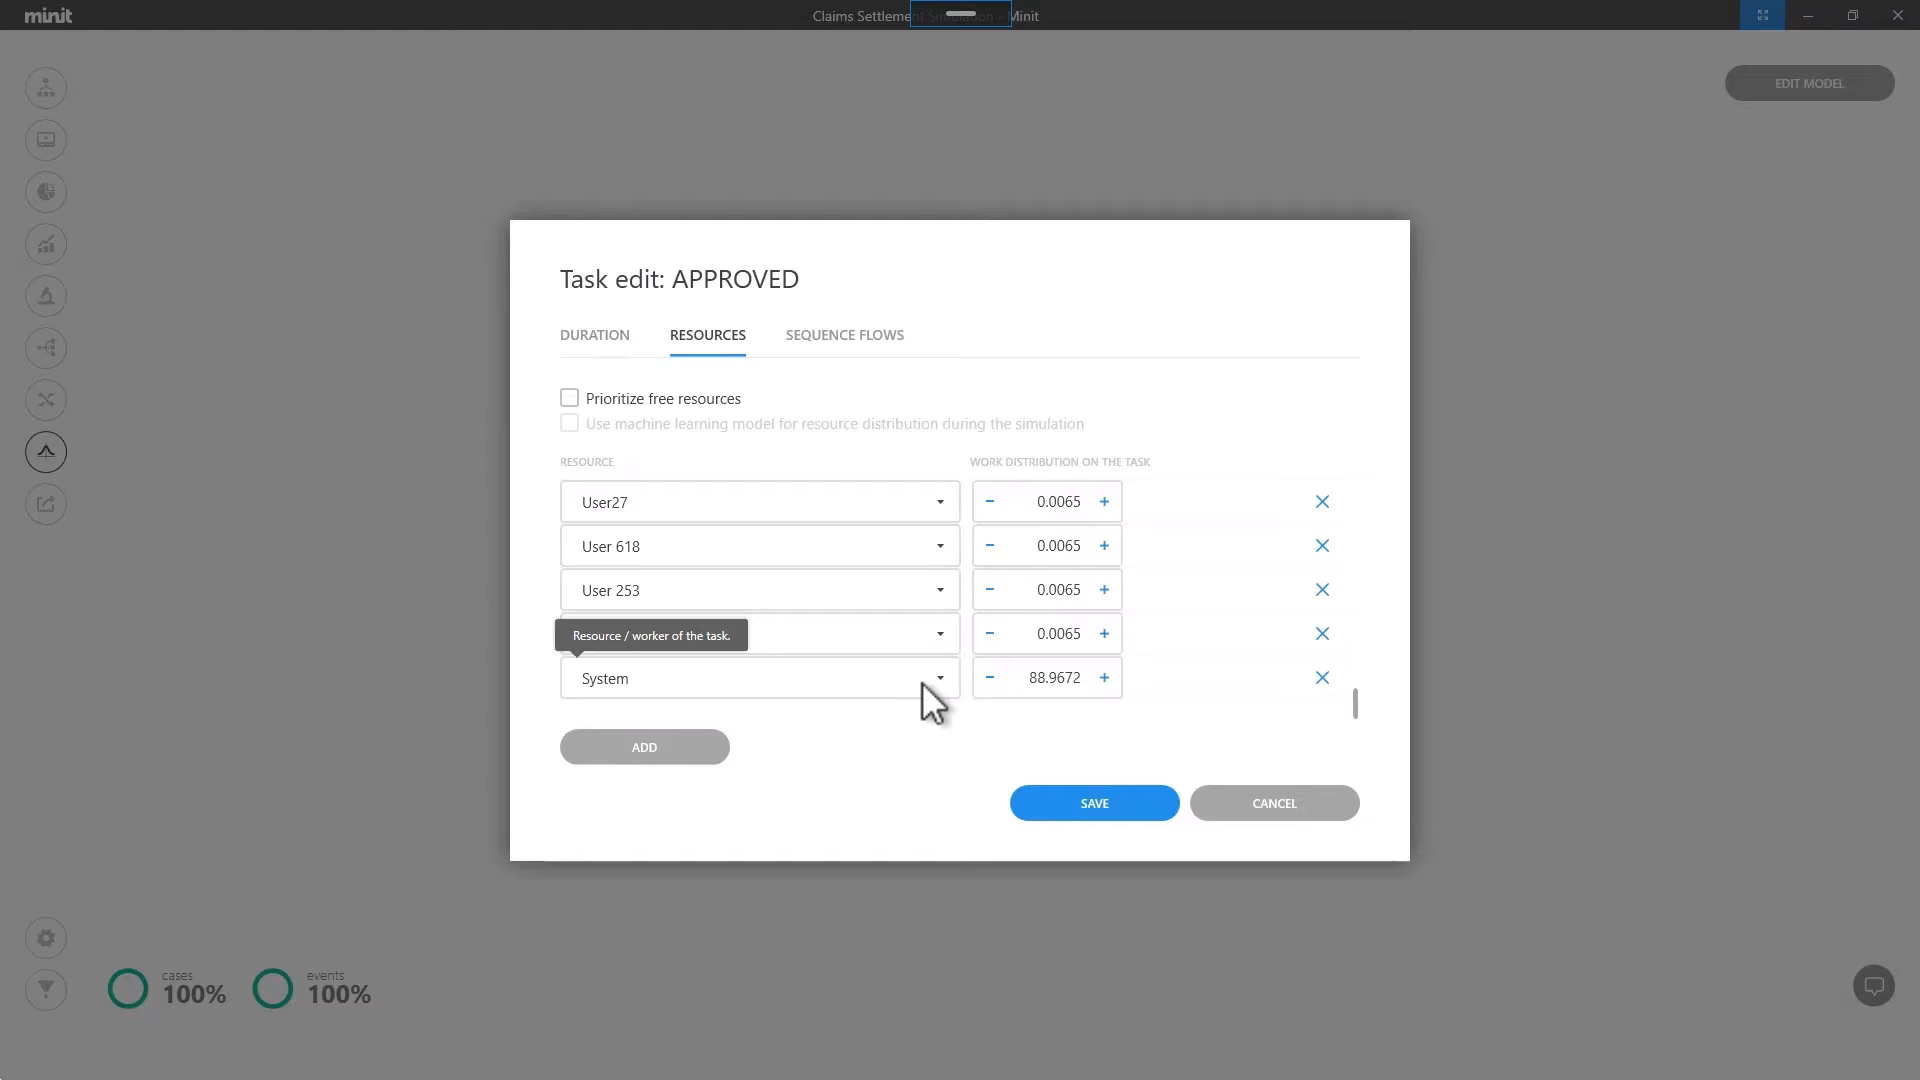 minit
Claims Settlement Simulation - Minit
EDIT MODEL
Task edit: APPROVED
DURATION
RESOURCES
SEQUENCE FLOWS
Prioritize free resources
Use machine learning model for resource distribution during the simulation
RESOURCE
WORK DISTRIBUTION ON THE TASK
User27
- 0.0065 +
User 618
- 0.0065 +
User 253
- 0.0065 +
Resource / worker of the task.
- 0.0065 +
System
- 88.9672 +
ADD
SAVE
CANCEL
cases
100%
events
100%